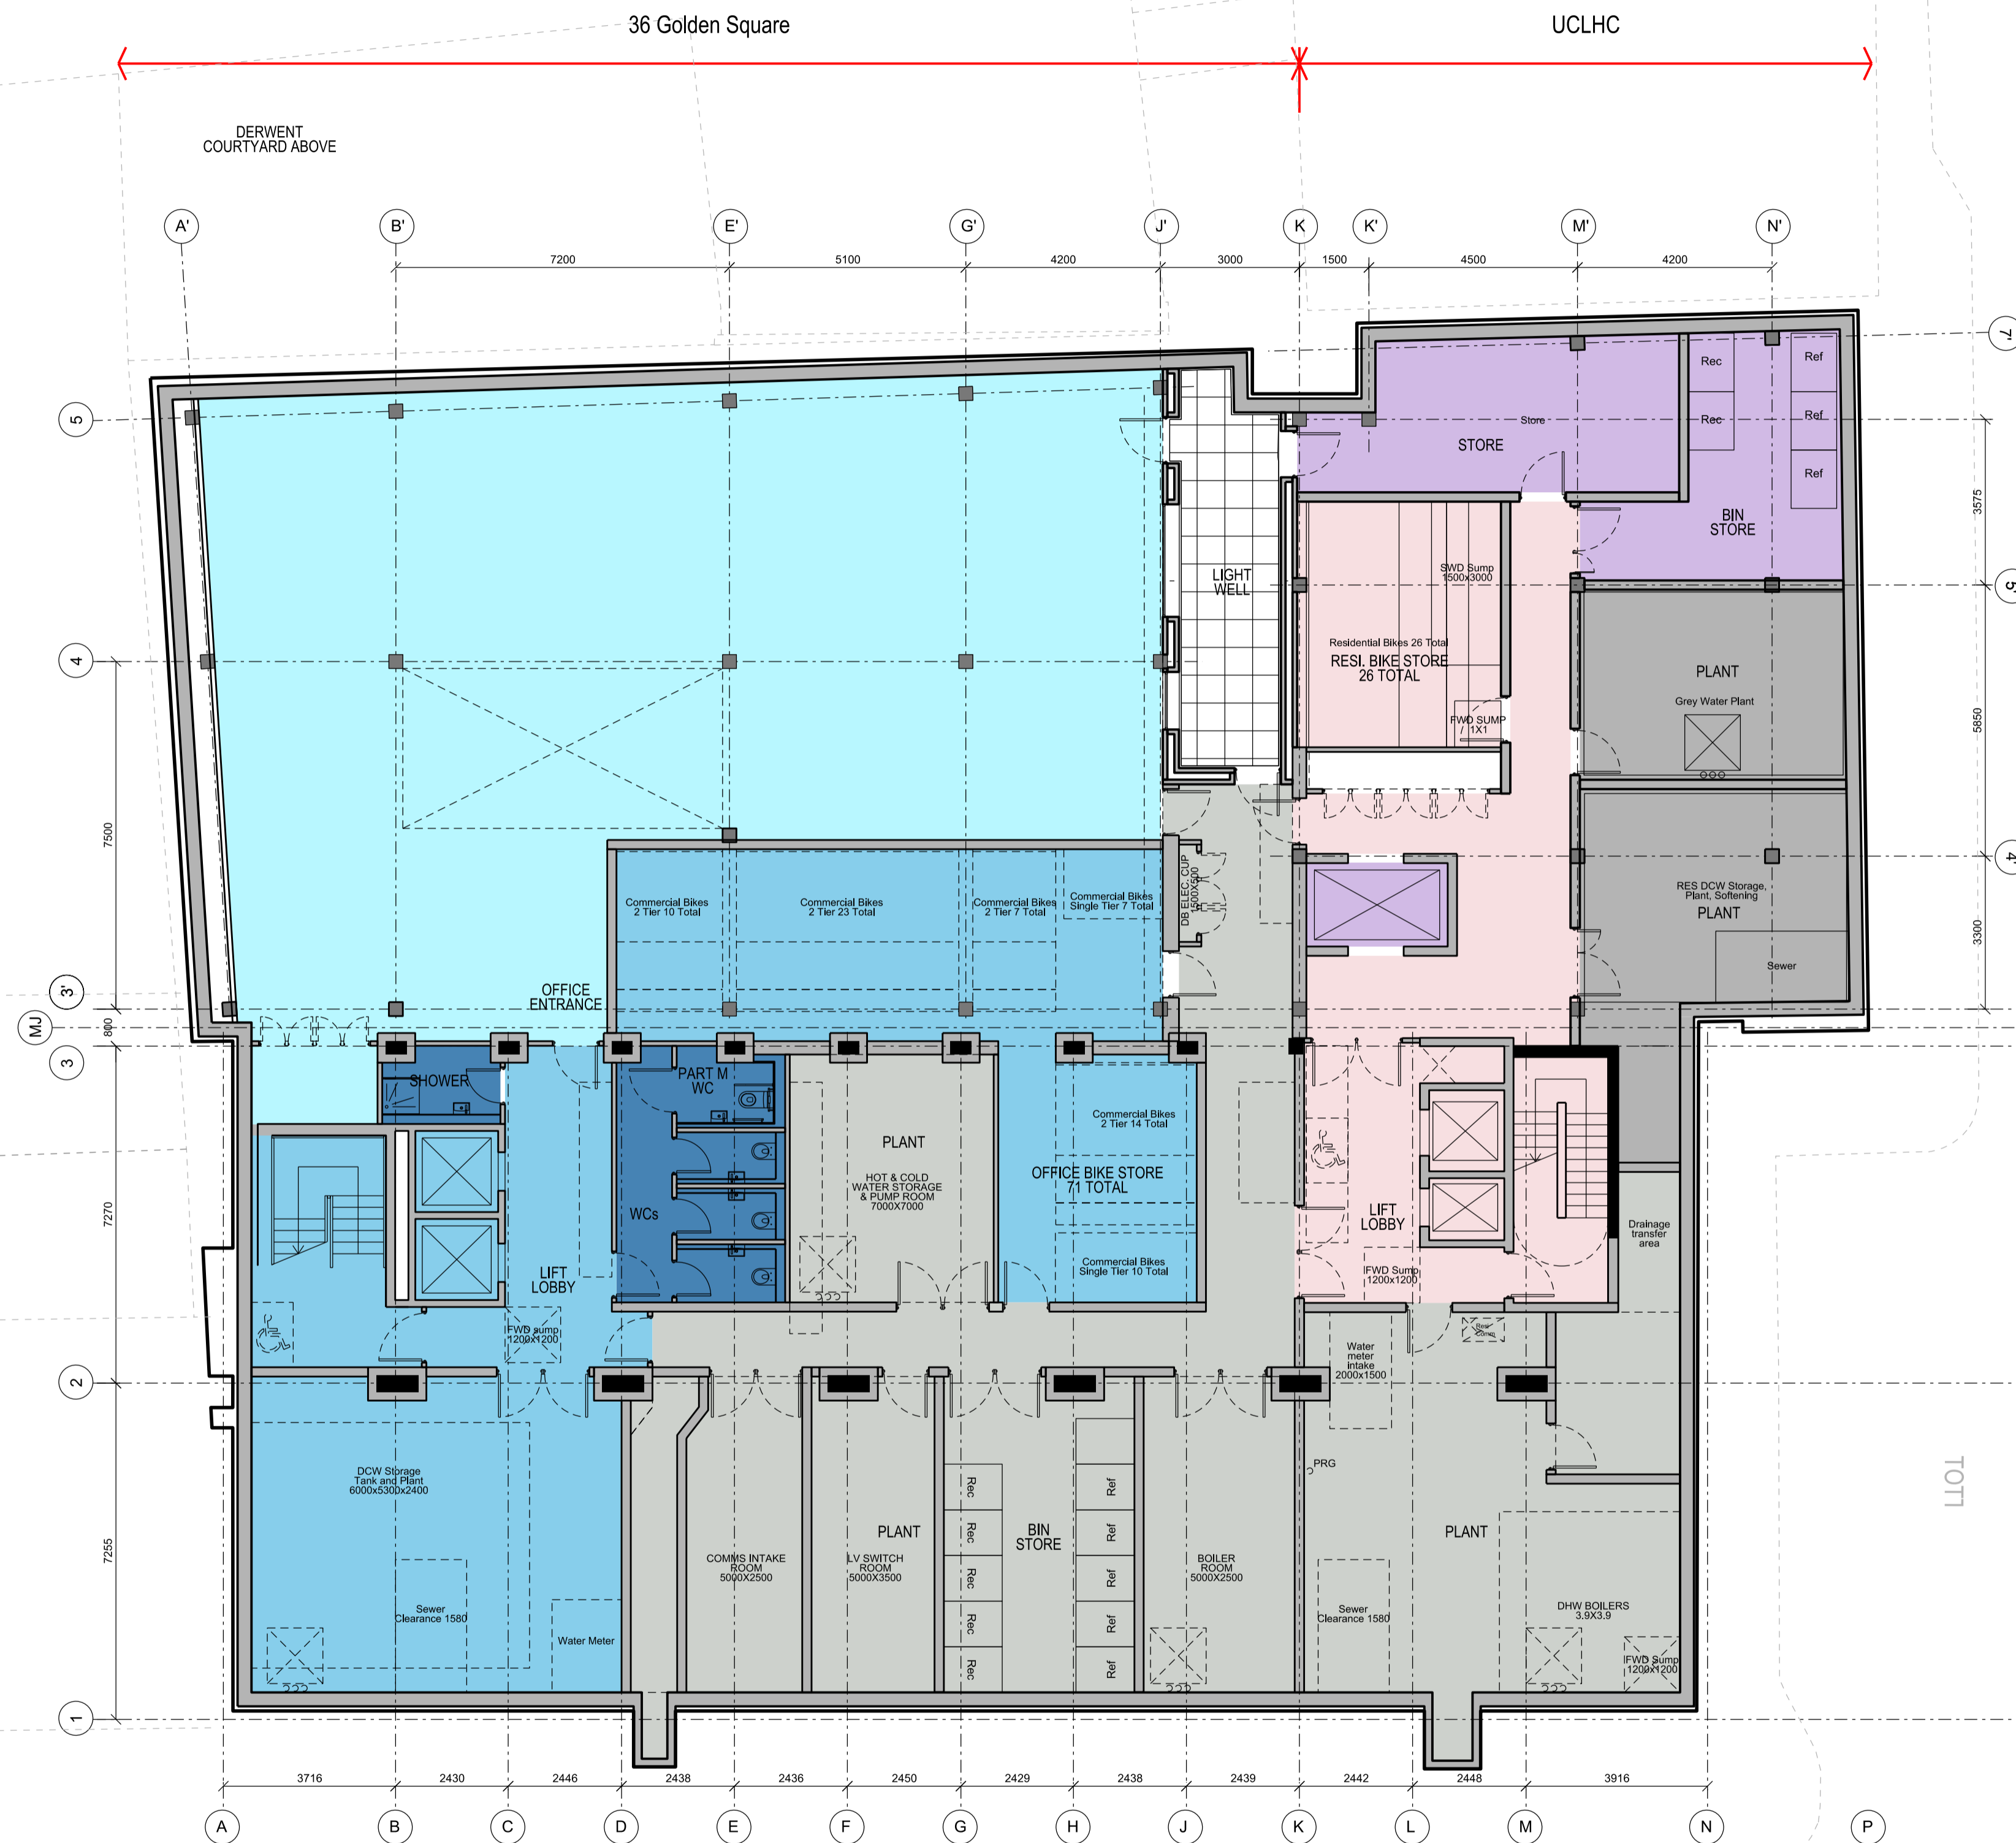 36 Golden Square
UCLHC
DERWENT
COURTYARD ABOVE
A'
B'
E'
G'
J'
K
K'
M'
N'
7200
5100
4200
3000
1500
4500
4200
7'
5
5'
4
4'
3'
MJ
3
2
1
3575
5850
3300
7500
800
7270
7255
Store
STORE
Rec
Rec
Ref
Ref
Ref
BIN
STORE
LIGHT
WELL
SWD Sump
1500x3000
Residential Bikes 26 Total
RESI. BIKE STORE
26 TOTAL
FWD SUMP
1X1
PLANT
Grey Water Plant
RES DCW Storage,
Plant, Softening
PLANT
Sewer
DB ELEC. CUP
1500X500
Commercial Bikes
2 Tier 10 Total
Commercial Bikes
2 Tier 23 Total
Commercial Bikes
2 Tier 7 Total
Commercial Bikes
Single Tier 7 Total
OFFICE
ENTRANCE
SHOWER
PART M
WC
WCs
PLANT
HOT & COLD
WATER STORAGE
& PUMP ROOM
7000X7000
Commercial Bikes
2 Tier 14 Total
OFFICE BIKE STORE
71 TOTAL
Commercial Bikes
Single Tier 10 Total
LIFT
LOBBY
FWD sump
1200x1200
LIFT
LOBBY
FWD Sump
1200x1200
Drainage
transfer
area
Water
meter
intake
2000x1500
Resi
Comm
PRG
DCW Storage
Tank and Plant
6000x5300x2400
Sewer
Clearance 1580
Water Meter
COMMS INTAKE
ROOM
5000X2500
PLANT
LV SWITCH
ROOM
5000X3500
Rec
Rec
Rec
Rec
Rec
BIN
STORE
Ref
Ref
Ref
Ref
Ref
BOILER
ROOM
5000X2500
PLANT
Sewer
Clearance 1580
DHW BOILERS
3.9X3.9
FWD Sump
1200x1200
TOTI
3716
2430
2446
2438
2436
2450
2429
2438
2439
2442
2448
3916
A
B
C
D
E
F
G
H
J
K
L
M
N
P